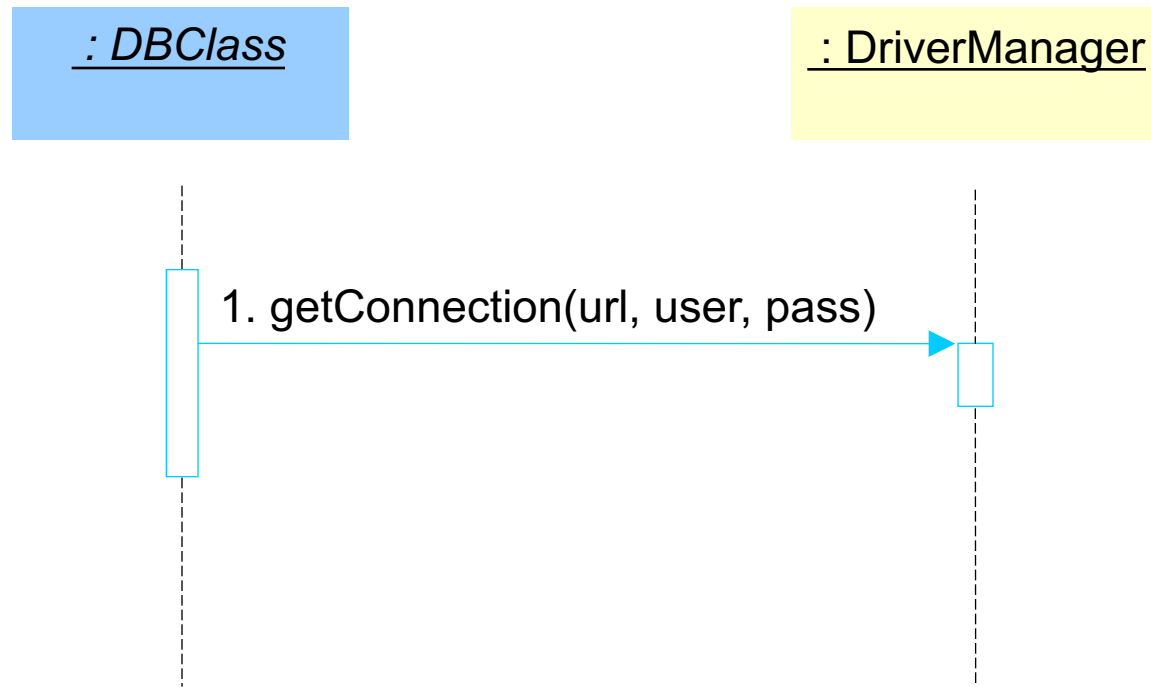 : DBClass
: DriverManager
1. getConnection(url, user, pass)